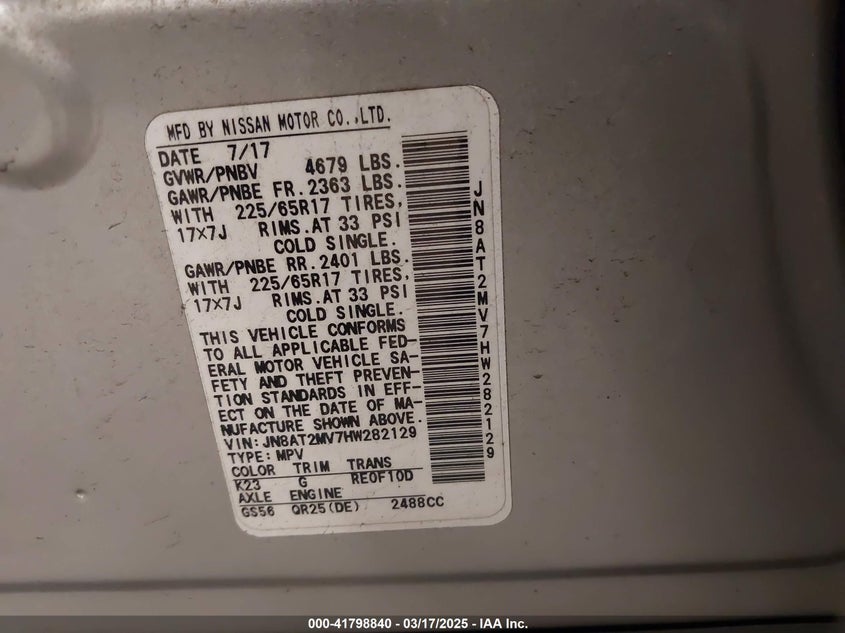 MFD BY NISSAN MOTOR CO.,LTD.
DATE 7/17
GVWR/PNBV 4679 LBS.
GAWR/PNBE FR. 2363 LBS.
WITH 225/65R17 TIRES,
17X7J RIMS.AT 33 PSI
COLD SINGLE.
GAWR/PNBE RR. 2401 LBS.
WITH 225/65R17 TIRES,
17X7J RIMS.AT 33 PSI
COLD SINGLE.
THIS VEHICLE CONFORMS
TO ALL APPLICABLE FED-
ERAL MOTOR VEHICLE SA-
FETY AND THEFT PREVEN-
TION STANDARDS IN EFF-
ECT ON THE DATE OF MA-
NUFACTURE SHOWN ABOVE.
VIN:JN8AT2MV7HW282129
TYPE:MPV
COLOR TRIM TRANS
K23 G RE0F10D
AXLE ENGINE
GS56 QR25(DE) 2488CC
JN8AT2MV7HW282129
000-41798840 — 03/17/2025 - IAA Inc.